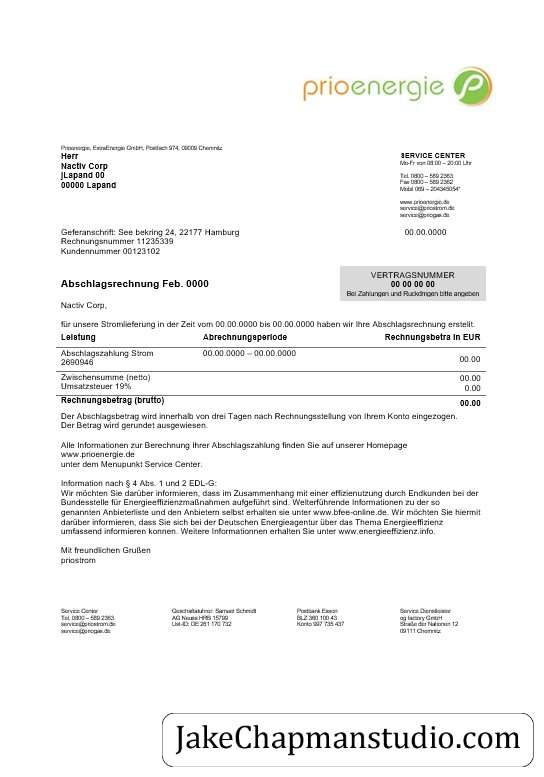 prioenergie
Prioenergie, ExtraEnergie GmbH, Postfach 974, 09009 Chemnitz
Herr
Nactiv Corp
jLapand 00
00000 Lapand
SERVICE CENTER
Mo-Fr von 08:00 – 20:00 Uhr
Tel. 0800 – 589 2363
Fax 0800 – 589 2362
Mobil 069 – 204345054*
www.prioenergie.de
service@priostrom.de
service@priogas.de
Geferanschrift: See bekring 24, 22177 Hamburg
Rechnungsnummer 11235339
Kundennummer 00123102
00.00.0000
VERTRAGSNUMMER
00 00 00 00
Bei Zahlungen und Ruckdrngen bitte angeben
Abschlagsrechnung Feb. 0000
Nactiv Corp,
für unsere Stromlieferung in der Zeit vom 00.00.0000 bis 00.00.0000 haben wir Ihre Abschlagsrechnung erstellt.
Leistung Abrechnungsperiode Rechnungsbetra in EUR
Abschlagszahlung Strom 00.00.0000 – 00.00.0000
2690946 00.00
Zwischensumme (netto) 00.00
Umsatzsteuer 19% 0.00
Rechnungsbetrag (brutto) 00.00
Der Abschlagsbetrag wird innerhalb von drei Tagen nach Rechnungsstellung von Ihrem Konto eingezogen.
Der Betrag wird gerundet ausgewiesen.
Alle Informationen zur Berechnung Ihrer Abschlagszahlung finden Sie auf unserer Homepage
www.prioenergie.de
unter dem Menupunkt Service Center.
Information nach § 4 Abs. 1 und 2 EDL-G:
Wir möchten Sie darüber informieren, dass im Zusammenhang mit einer effizienutzung durch Endkunden bei der
Bundesstelle für Energieeffizienzmaßnahmen aufgeführt sind. Weiterführende Informationen zu der so
genannten Anbieterliste und den Anbietern selbst erhalten sie unter www.bfee-online.de. Wir möchten Sie hiermit
darüber informieren, dass Sie sich bei der Deutschen Energieagentur über das Thema Energieeffizienz
umfassend informieren konnen. Weitere Informationnen erhalten Sie unter www.energieeffizienz.info.
Mit freundlichen Grußen
priostrom
Service Center
Tel. 0800 – 589 2363
service@priostrom.de
service@priogas.de
Geschaftsfuhrer: Samuel Schmidt
AG Neuss HRB 15799
Ust-ID: DE 261 170 732
Postbank Essen
BLZ 360 100 43
Konto 997 735 437
Service Dienstleister
og factory GmbH
Straße der Nationen 12
09111 Chemnitz
JakeChapmanstudio.com